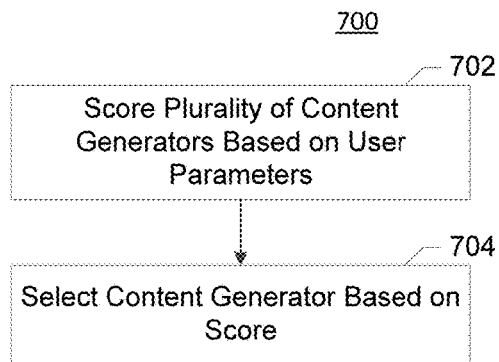 700
702
Score Plurality of Content
Generators Based on User
Parameters
704
Select Content Generator Based on
Score